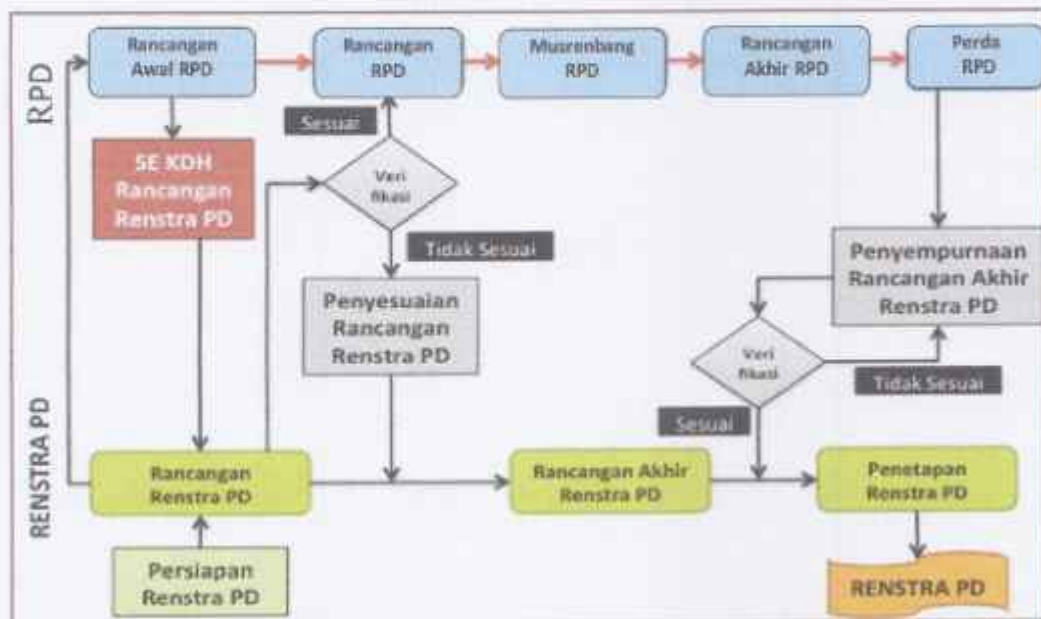 RPD
Rancangan
Awal RPD
Rancangan
RPD
Musrenbang
RPD
Rancangan
Akhir RPD
Perda
RPD
Sesuai
SE KDH
Rancangan
Renstra PD
Veri
fikasi
Tidak Sesuai
Penyesuaian
Rancangan
Renstra PD
Penyempurnaan
Rancangan Akhir
Renstra PD
Veri
fikasi
Tidak Sesuai
Sesuai
RENSTRA PD
Rancangan
Renstra PD
Rancangan Akhir
Renstra PD
Penetapan
Renstra PD
Persiapan
Renstra PD
RENSTRA PD